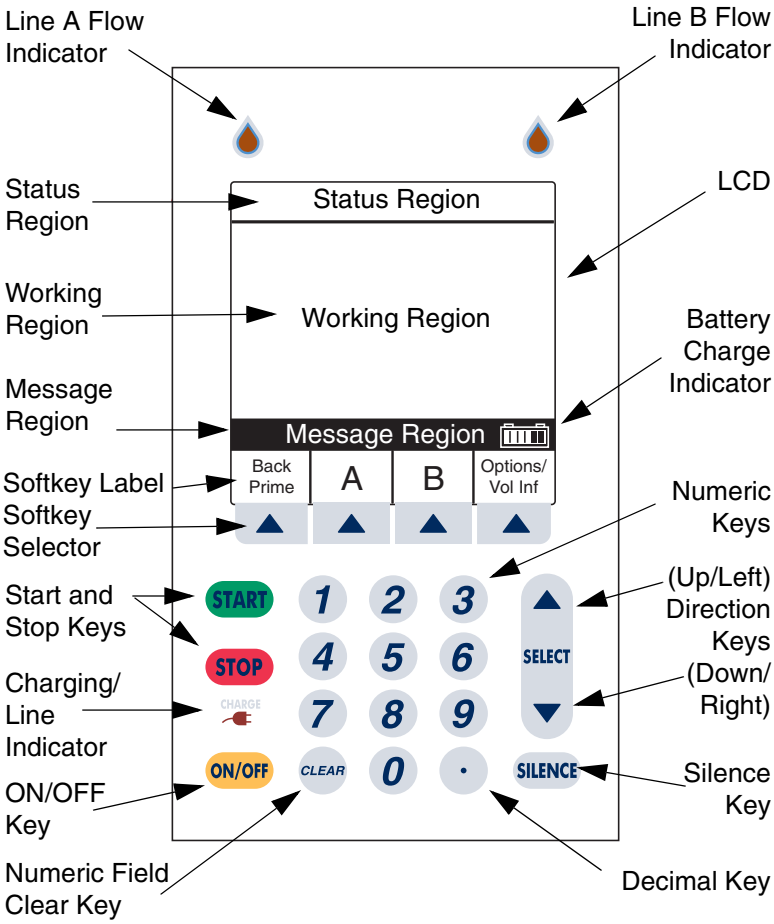 Line A Flow
Indicator
Line B Flow
Indicator
Status
Region
Status Region
LCD
Working
Region
Working Region
Battery
Charge
Indicator
Message
Region
Message Region
Softkey Label
Back
Prime
A
B
Options/
Vol Inf
Softkey
Selector
Numeric
Keys
Start and
Stop Keys
START
1
2
3
(Up/Left)
Direction
Keys
STOP
4
5
6
SELECT
(Down/
Right)
Charging/
Line
Indicator
CHARGE
7
8
9
ON/OFF
Key
ON/OFF
CLEAR
0
.
SILENCE
Silence
Key
Numeric Field
Clear Key
Decimal Key